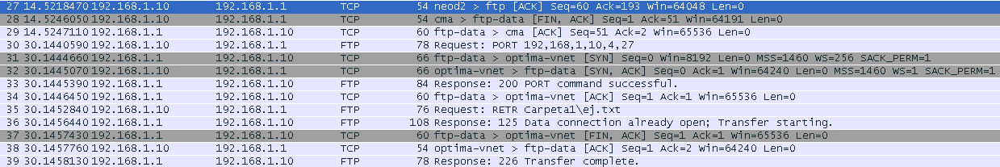 27 14.5218470 192.168.1.10 192.168.1.1 TCP 54 neod2 > ftp [ACK] Seq=60 Ack=193 Win=64048 Len=0
28 14.5246050 192.168.1.10 192.168.1.1 TCP 54 cma > ftp-data [FIN, ACK] Seq=1 Ack=51 Win=64191 Len=0
29 14.5247110 192.168.1.1 192.168.1.10 TCP 60 ftp-data > cma [ACK] Seq=51 Ack=2 Win=65536 Len=0
30 30.1440590 192.168.1.10 192.168.1.1 FTP 78 Request: PORT 192,168,1,10,4,27
31 30.1444660 192.168.1.1 192.168.1.10 TCP 66 ftp-data > optima-vnet [SYN] Seq=0 Win=8192 Len=0 MSS=1460 WS=256 SACK_PERM=1
32 30.1445070 192.168.1.10 192.168.1.1 TCP 66 optima-vnet > ftp-data [SYN, ACK] Seq=0 Ack=1 Win=64240 Len=0 MSS=1460 WS=1 SACK_PERM=1
33 30.1445390 192.168.1.1 192.168.1.10 FTP 84 Response: 200 PORT command successful.
34 30.1446450 192.168.1.1 192.168.1.10 TCP 60 ftp-data > optima-vnet [ACK] Seq=1 Ack=1 Win=65536 Len=0
35 30.1452840 192.168.1.10 192.168.1.1 FTP 76 Request: RETR Carpeta1\ej.txt
36 30.1456440 192.168.1.1 192.168.1.10 FTP 108 Response: 125 Data connection already open; Transfer starting.
37 30.1457430 192.168.1.1 192.168.1.10 TCP 60 ftp-data > optima-vnet [FIN, ACK] Seq=1 Ack=1 Win=65536 Len=0
38 30.1457760 192.168.1.10 192.168.1.1 TCP 54 optima-vnet > ftp-data [ACK] Seq=1 Ack=2 Win=64240 Len=0
39 30.1458130 192.168.1.1 192.168.1.10 FTP 78 Response: 226 Transfer complete.